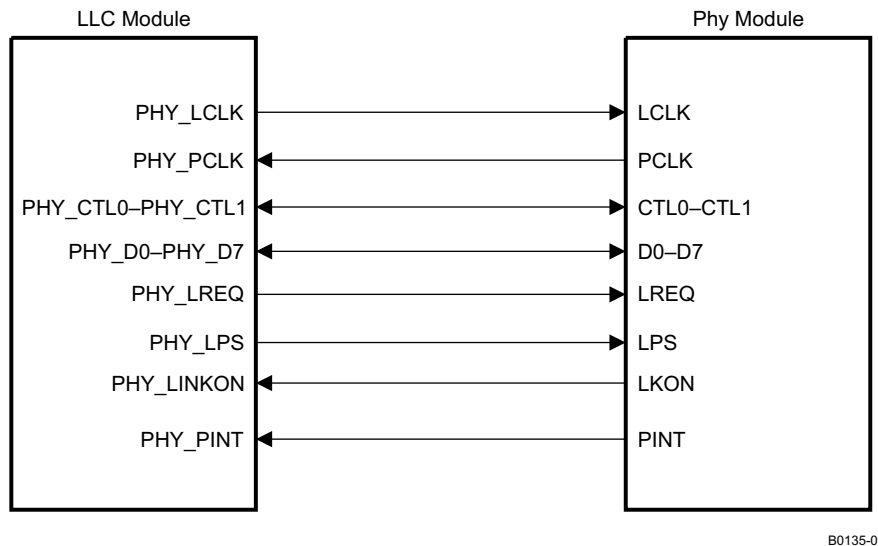 LLC Module Phy Module
PHY_LCLK LCLK
PHY_PCLK PCLK
PHY_CTL0–PHY_CTL1 CTL0–CTL1
PHY_D0–PHY_D7 D0–D7
PHY_LREQ LREQ
PHY_LPS LPS
PHY_LINKON LKON
PHY_PINT PINT
B0135-0